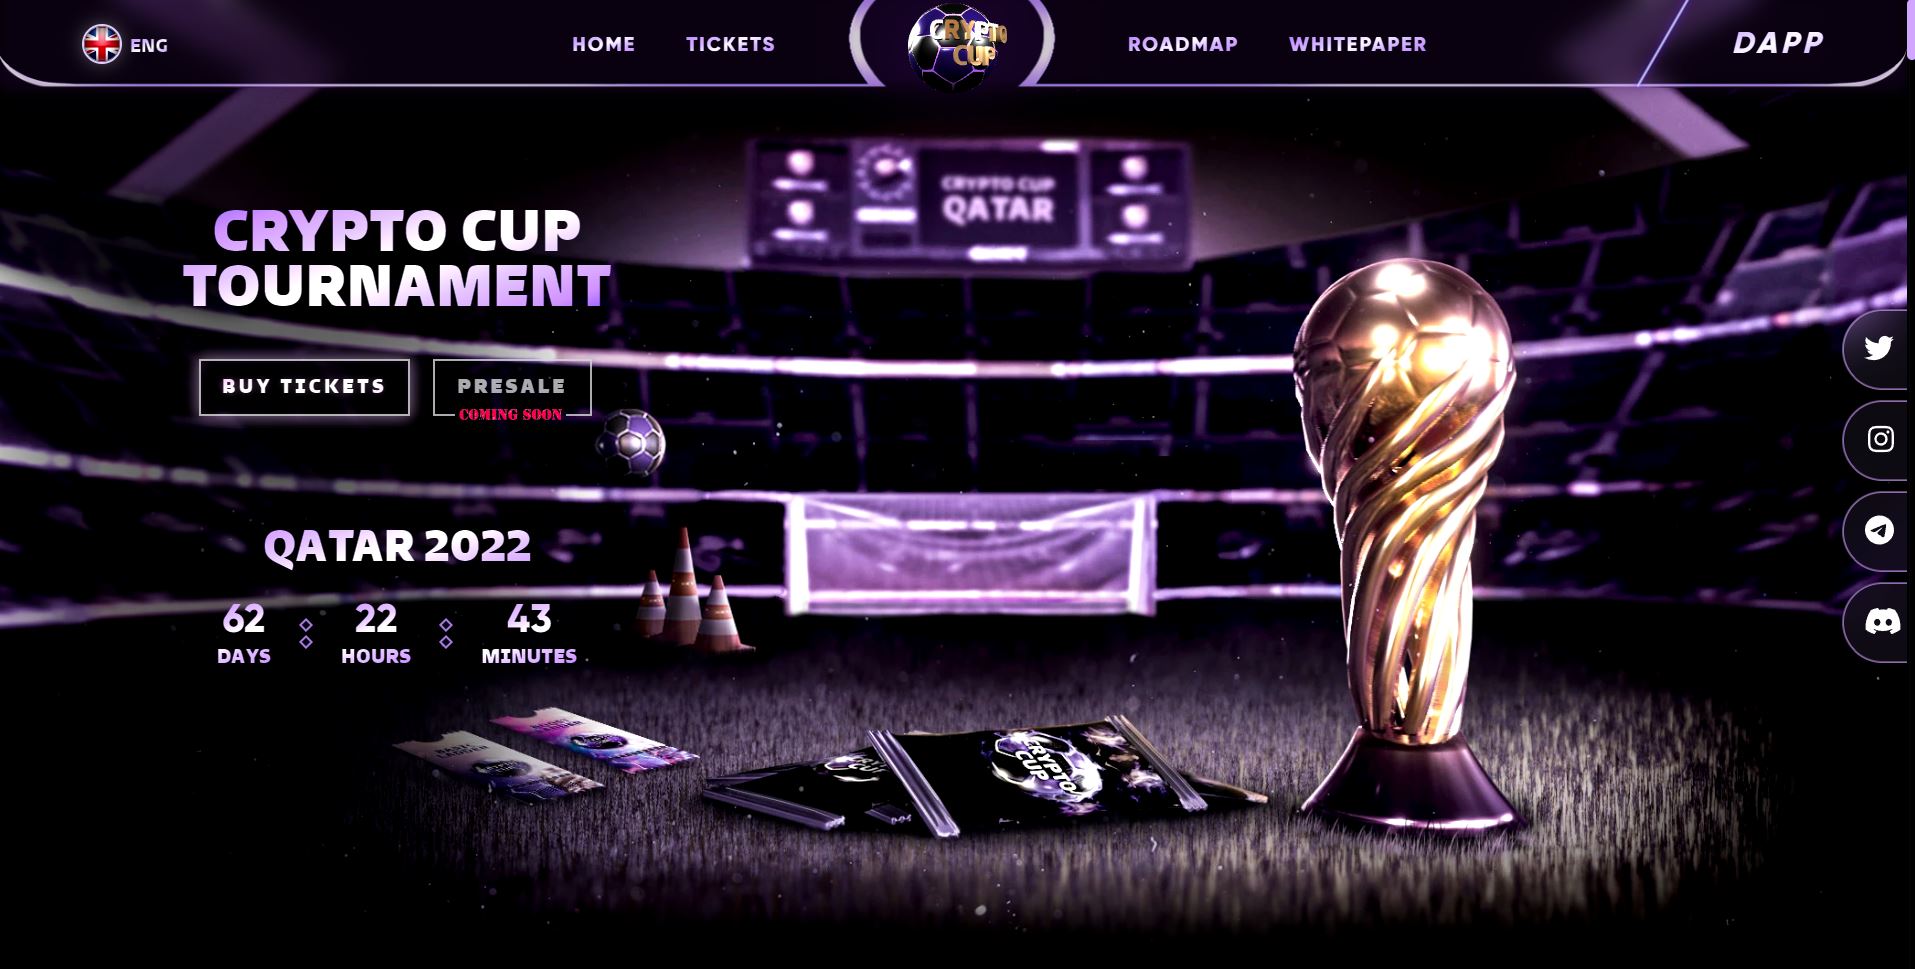 ENG
HOME
TICKETS
CRYPTO
CUP
ROADMAP
WHITEPAPER
DAPP
CRYPTO CUP
QATAR
CRYPTO CUP
TOURNAMENT
BUY TICKETS
PRESALE
COMING SOON
QATAR 2022
62
22
43
DAYS
HOURS
MINUTES
CRYPTO
CUP